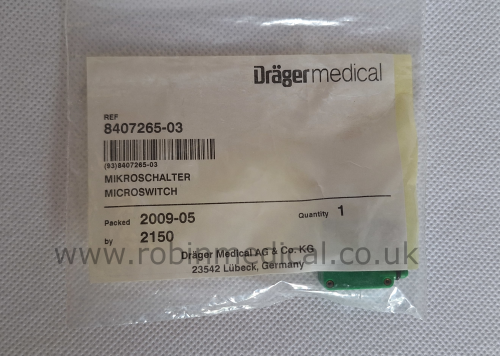 Drägermedical
REF
8407265-03
(93)8407265-03
MIKROSCHALTER
MICROSWITCH
Packed 2009-05 Quantity 1
by 2150
www.robinmedical.co.uk
Dräger Medical AG & Co. KG
23542 Lübeck, Germany